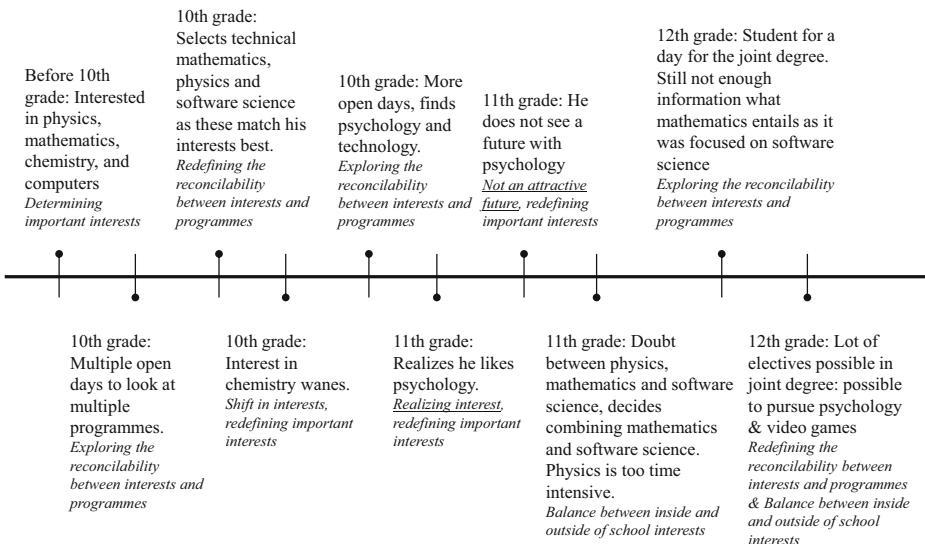 Before 10th
grade: Interested
in physics,
mathematics,
chemistry, and
computers
Determining
important interests
10th grade:
Multiple open
days to look at
multiple
programmes.
Exploring the
reconcilability
between interests and
programmes
10th grade:
Selects technical
mathematics,
physics and
software science
as these match his
interests best.
Redefining the
reconcilability
between interests and
programmes
10th grade:
Interest in
chemistry wanes.
Shift in interests,
redefining important
interests
10th grade: More
open days, finds
psychology and
technology.
Exploring the
reconcilability
between interests and
programmes
11th grade:
Realizes he likes
psychology.
Realizing interest,
redefining important
interests
11th grade: He
does not see a
future with
psychology
Not an attractive
future, redefining
important interests
11th grade: Doubt
between physics,
mathematics and software
science, decides
combining mathematics
and software science.
Physics is too time
intensive.
Balance between inside and
outside of school interests
12th grade: Student for a
day for the joint degree.
Still not enough
information what
mathematics entails as it
was focused on software
science
Exploring the reconcilability
between interests and
programmes
12th grade: Lot of
electives possible in
joint degree: possible
to pursue psychology
& video games
Redefining the
reconcilability between
interests and programmes
& Balance between inside
and outside of school
interests